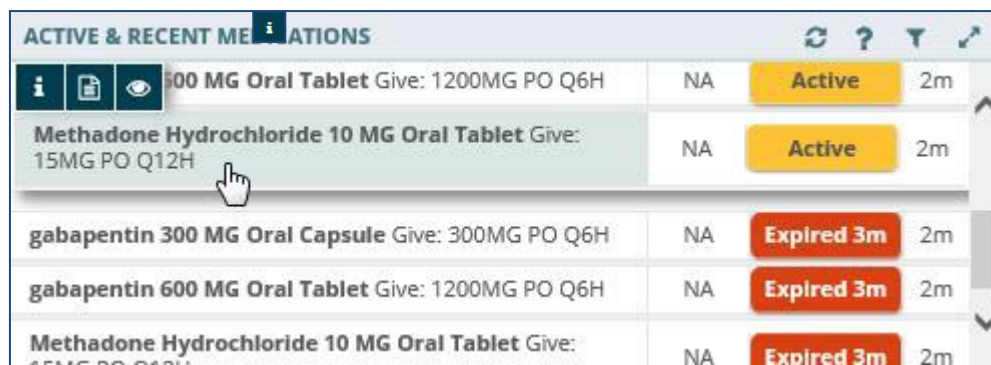 ACTIVE & RECENT ME ATIONS
i ?
i 600 MG Oral Tablet Give: 1200MG PO Q6H NA Active 2m
Methadone Hydrochloride 10 MG Oral Tablet Give:
15MG PO Q12H NA Active 2m
gabapentin 300 MG Oral Capsule Give: 300MG PO Q6H NA Expired 3m 2m
gabapentin 600 MG Oral Tablet Give: 1200MG PO Q6H NA Expired 3m 2m
Methadone Hydrochloride 10 MG Oral Tablet Give:
NA Expired 3m 2m